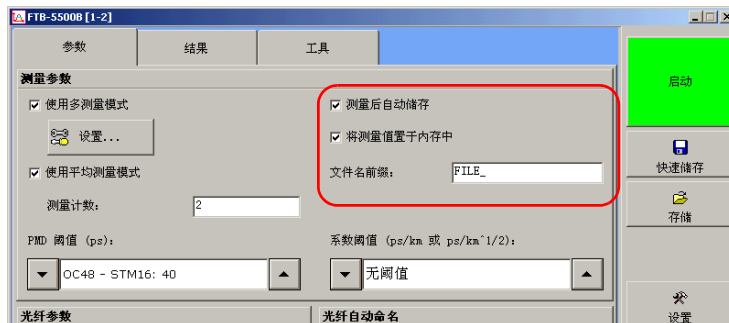 FTB-5500B [1-2]
参数
结果
工具
测量参数
使用多测量模式
设置...
使用平均测量模式
测量计数:
2
PMD 阈值 (ps):
OC48 - STM16: 40
测量后自动储存
将测量值置于内存中
文件名前缀:
FILE_
系数阈值 (ps/km 或 ps/km^1/2):
无阈值
光纤参数
光纤自动命名
启动
快速储存
存储
设置